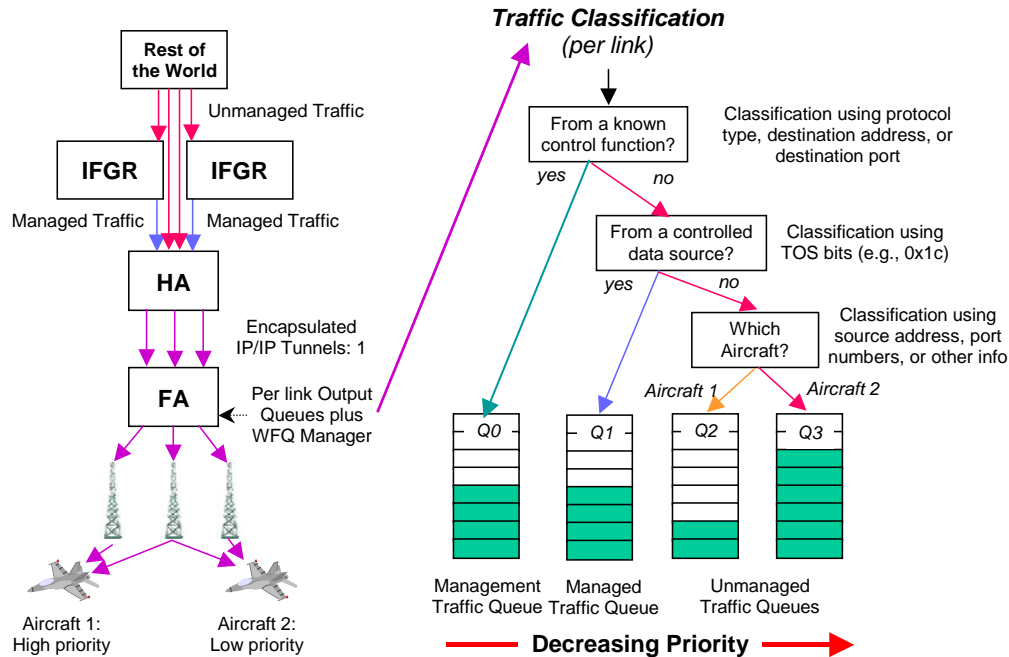 Traffic Classification
(per link)
Rest of
the World
Unmanaged Traffic
IFGR
IFGR
Managed Traffic
Managed Traffic
HA
Encapsulated
IP/IP Tunnels: 1
FA
Per link Output
Queues plus
WFQ Manager
Aircraft 1:
High priority
Aircraft 2:
Low priority
From a known
control function?
Classification using protocol
type, destination address, or
destination port
yes
no
From a controlled
data source?
Classification using
TOS bits (e.g., 0x1c)
yes
no
Which
Aircraft?
Classification using
source address, port
numbers, or other info
Aircraft 1
Aircraft 2
Q0
Q1
Q2
Q3
Management
Traffic Queue
Managed
Traffic Queue
Unmanaged
Traffic Queues
Decreasing Priority